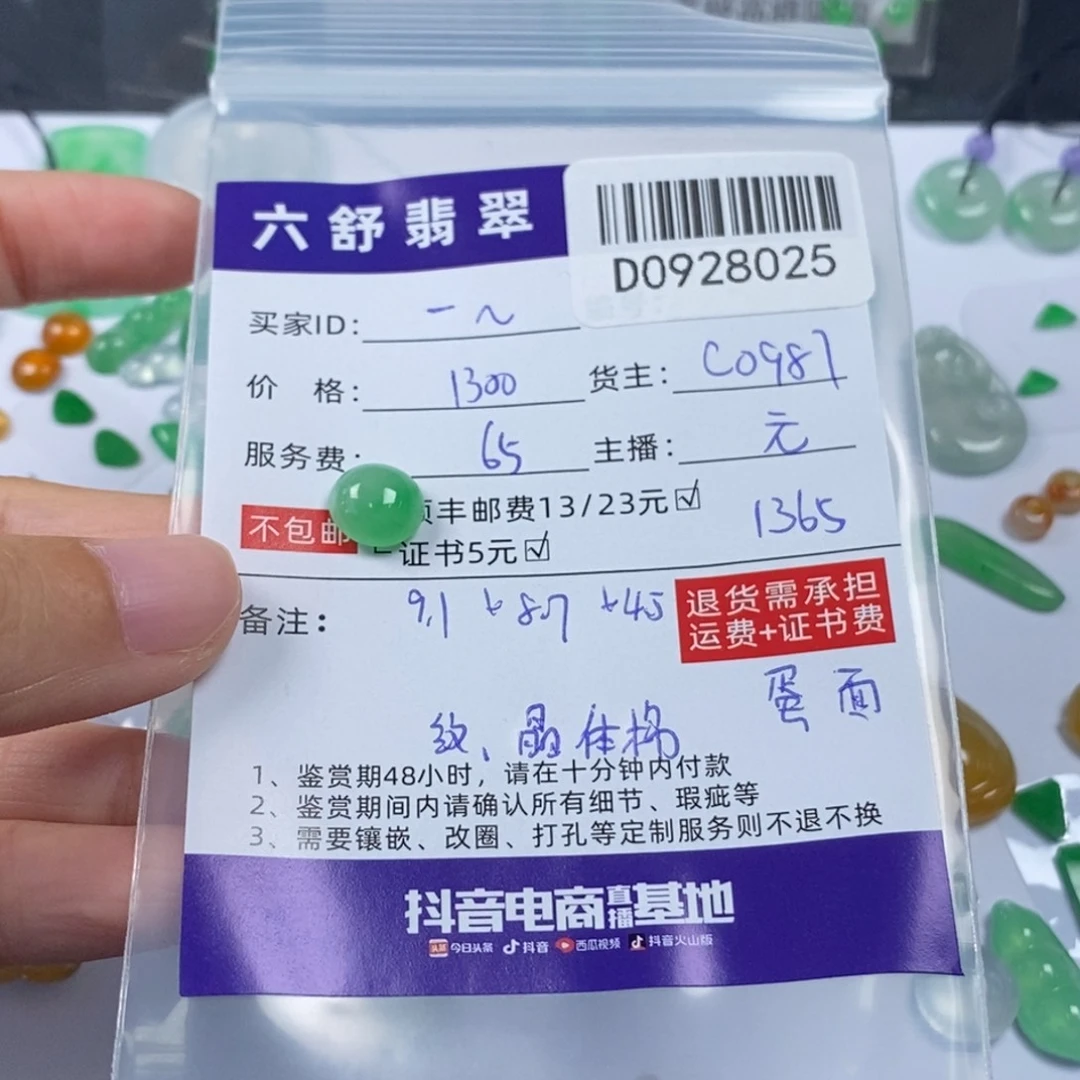 六舒翡翠
D0928025
买家ID: 一~
价 格: 1300 货主: C0987
服务费: 65 主播: 元
不包邮 顺丰邮费13/23元☑ 1365
证书5元☑
备注: 9.1 * 8.7 * 4.5
退货需承担
运费+证书费
蛋面
纹、晶体棉
1、鉴赏期48小时，请在十分钟内付款
2、鉴赏期间内请确认所有细节、瑕疵等
3、需要镶嵌、改圈、打孔等定制服务则不退不换
抖音电商直播基地
头条 今日头条 抖音 西瓜视频 抖音火山版